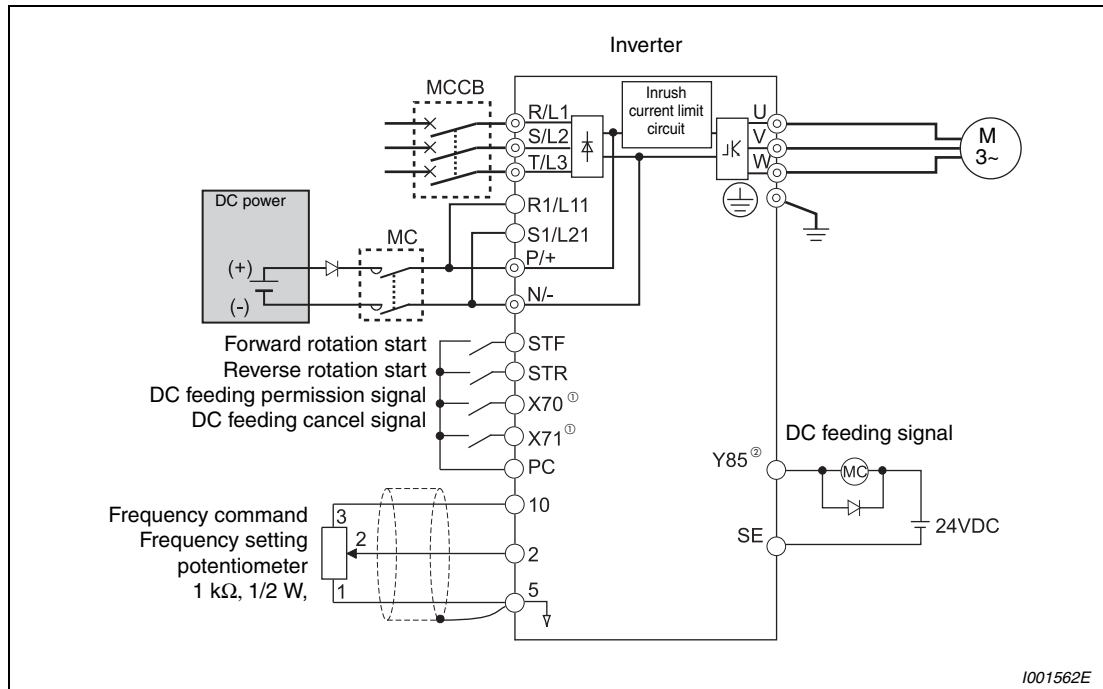 Inverter
MCCB
R/L1
S/L2
T/L3
Inrush
current limit
circuit
U
V
W
M
3~
DC power
(+)
(-)
MC
R1/L11
S1/L21
P/+
N/-
Forward rotation start
Reverse rotation start
DC feeding permission signal
DC feeding cancel signal
STF
STR
X70 ①
X71 ①
PC
DC feeding signal
Y85 ②
MC
24VDC
SE
Frequency command
Frequency setting
potentiometer
1 kΩ, 1/2 W,
3
2
1
10
2
5
I001562E